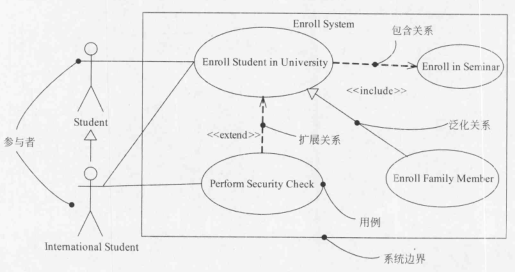 Enroll System
包含关系
Enroll Student in University
Enroll in Seminar
<<include>>
Student
参与者
<<extend>>
扩展关系
泛化关系
Perform Security Check
Enroll Family Member
用例
International Student
系统边界